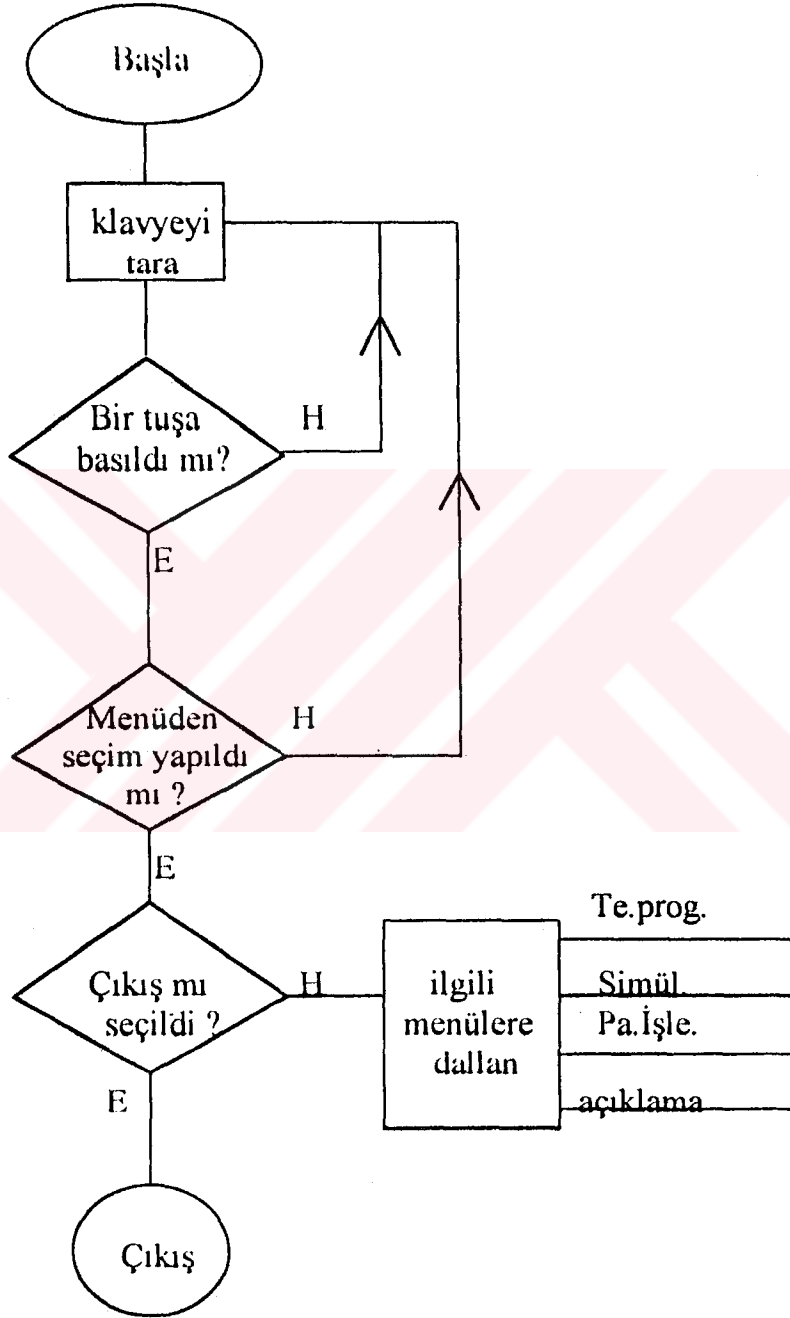 Başla
klavyeyi
tara
Bir tuşa
basıldı mı?
H
E
Menüden
seçim yapıldı
mı ?
H
E
Çıkış mı
seçildi ?
H
E
ilgili
menülere
dallan
Te.prog.
Simül.
Pa.İşle.
açıklama
Çıkış